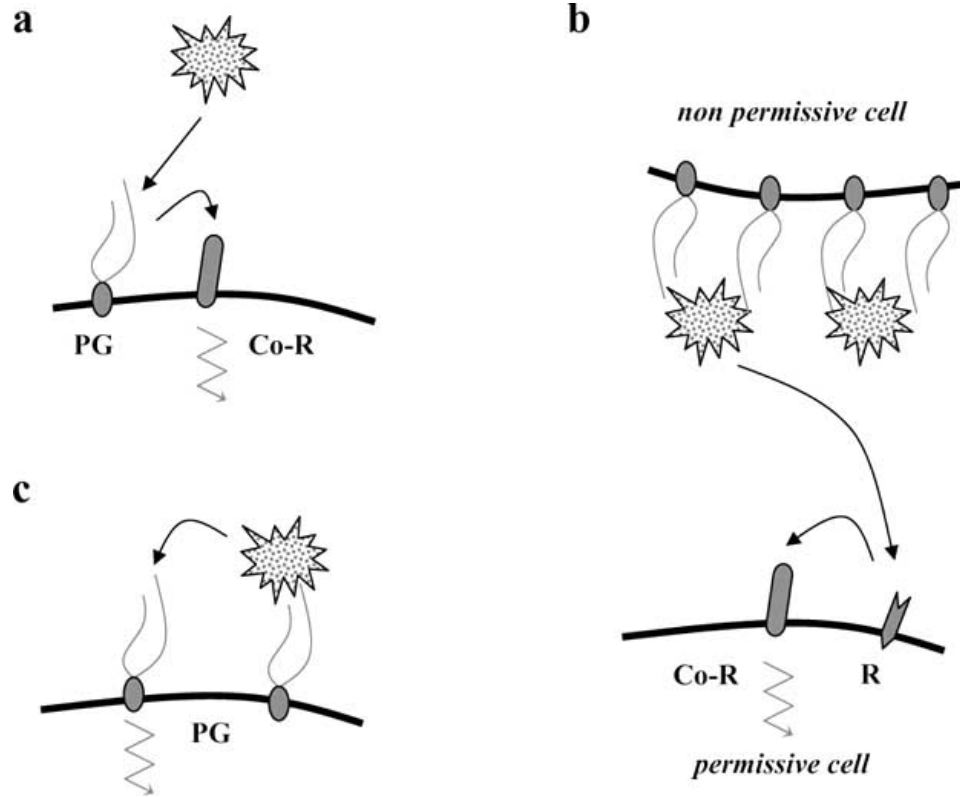 a
PG
Co-R
b
non permissive cell
Co-R
R
permissive cell
c
PG